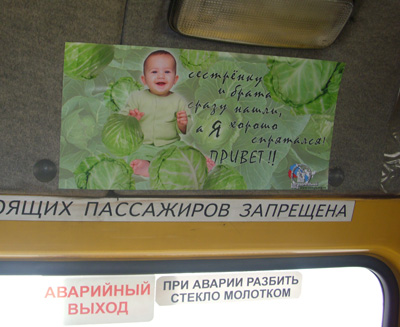 сестрёнку
и брата
сразу нашли,
а Я хорошо
спрятался!
ПРИВЕТ!!
ОЯЩИХ ПАССАЖИРОВ ЗАПРЕЩЕНА
АВАРИЙНЫЙ
ВЫХОД
ПРИ АВАРИИ РАЗБИТЬ
СТЕКЛО МОЛОТКОМ